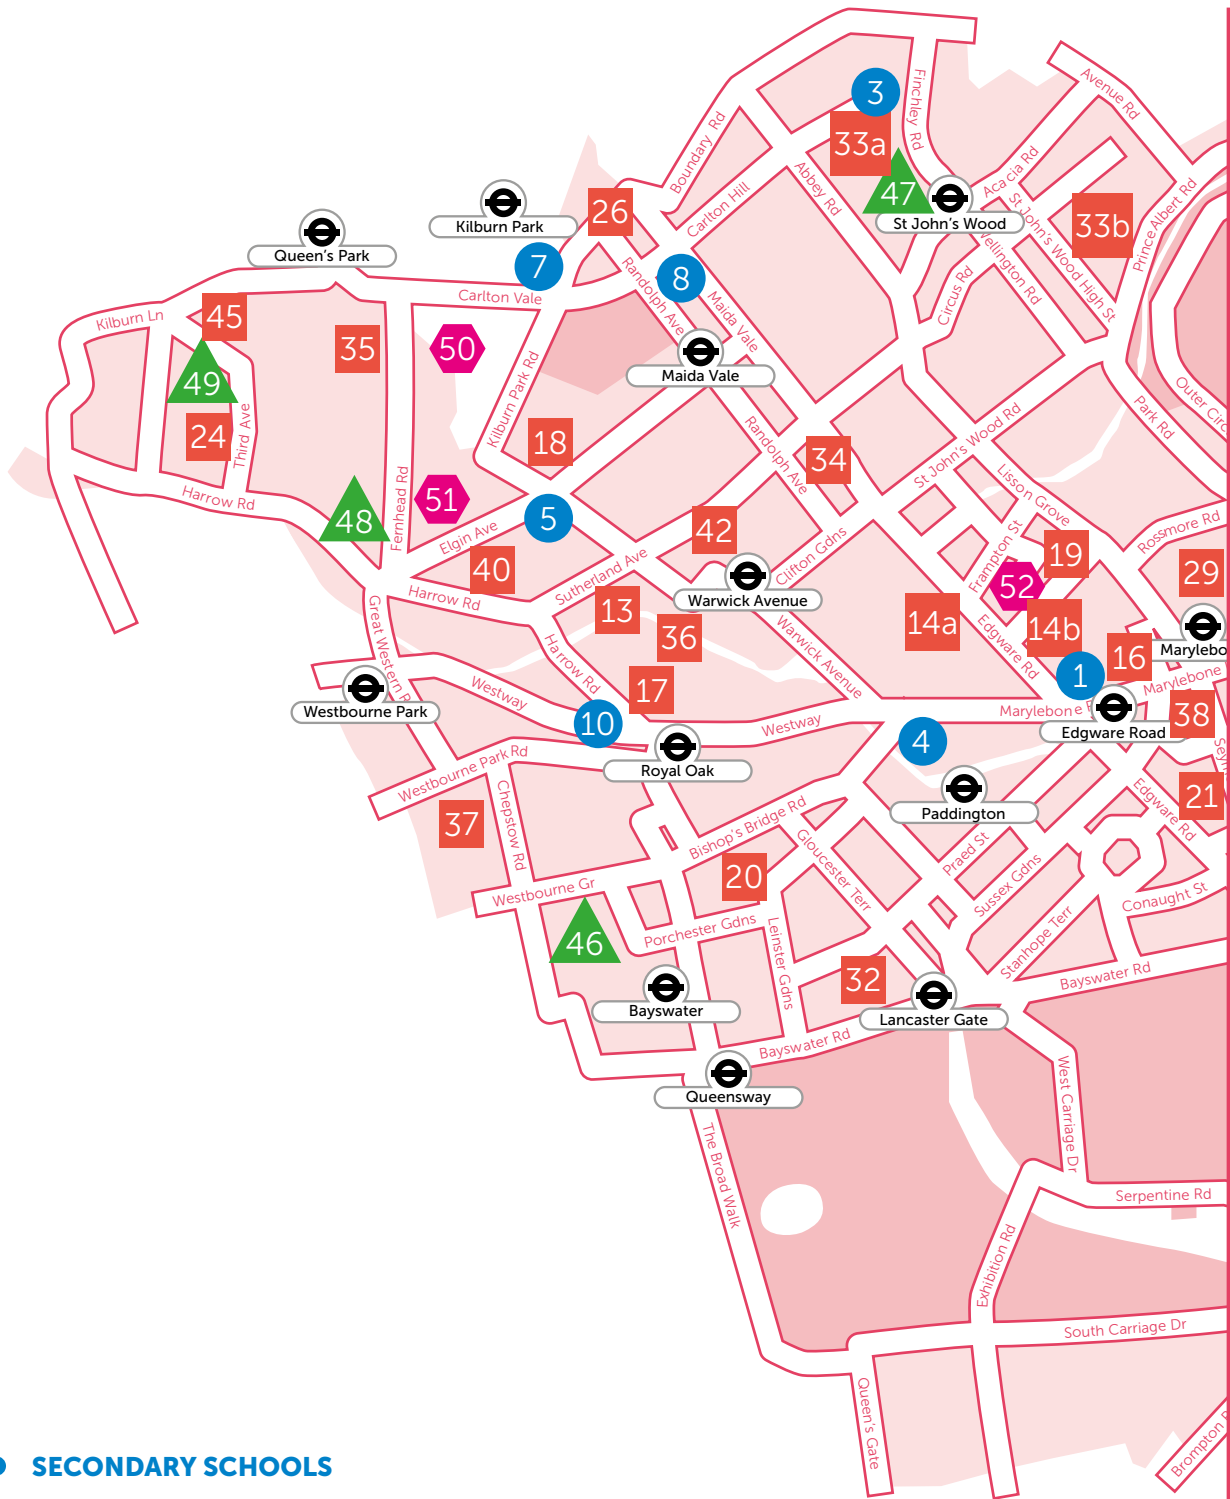 3
Finchley Rd
Avenue Rd
33a
Boundary Rd
Abbey Rd
47
Acacia Rd
St John's Wood
Carlton Hill
26
Kilburn Park
Queen's Park
7
8
St John's Wood High St
33b
Prince Albert Rd
Wellington Rd
Circus Rd
Carlton Vale
Randolph Ave
Maida Vale
Kilburn Ln
45
35
50
Maida Vale
49
Kilburn Park Rd
Outer Circ
Park Rd
24
Third Ave
18
Randolph Ave
34
St John's Wood Rd
Harrow Rd
Fernhead Rd
51
48
5
Elgin Ave
42
Lisson Grove
Rossmore Rd
Frampton St
19
29
40
Sutherland Ave
Clifton Gdns
Warwick Avenue
52
Harrow Rd
13
36
14a
14b
Edgware Rd
16
Marylebo
Great Western R
Harrow Rd
Warwick Avenue
17
1
Marylebone
Westbourne Park
Westway
10
Westway
Marylebone
38
Edgware Road
4
Royal Oak
Westbourne Park Rd
Seym
37
Chepstow Rd
Paddington
Edgware Rd
21
Bishop's Bridge Rd
Gloucester Terr
Praed St
Sussex Gdns
20
Westbourne Gr
Conaught St
46
Porchester Gdns
Leinster Gdns
Stanhope Terr
32
Bayswater Rd
Bayswater
Lancaster Gate
Bayswater Rd
Queensway
West Carriage Dr
The Broad Walk
Serpentine Rd
Exhibition Rd
South Carriage Dr
Queen's Gate
Brompton
SECONDARY SCHOOLS